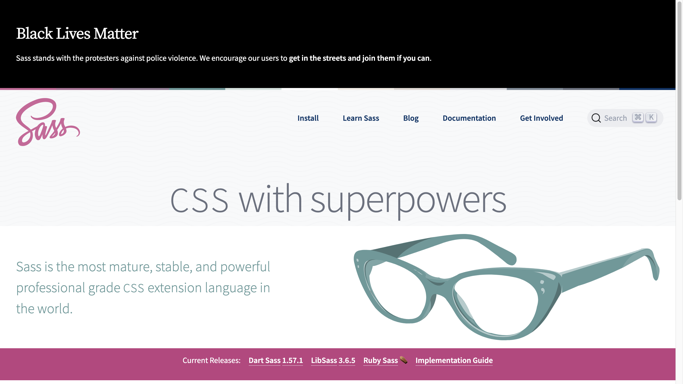 Black Lives Matter
Sass stands with the protesters against police violence. We encourage our users to get in the streets and join them if you can.
Sass
Install Learn Sass Blog Documentation Get Involved Search ⌘ K
CSS with superpowers
Sass is the most mature, stable, and powerful
professional grade CSS extension language in
the world.
Current Releases: Dart Sass 1.57.1 LibSass 3.6.5 Ruby Sass ⚰ Implementation Guide